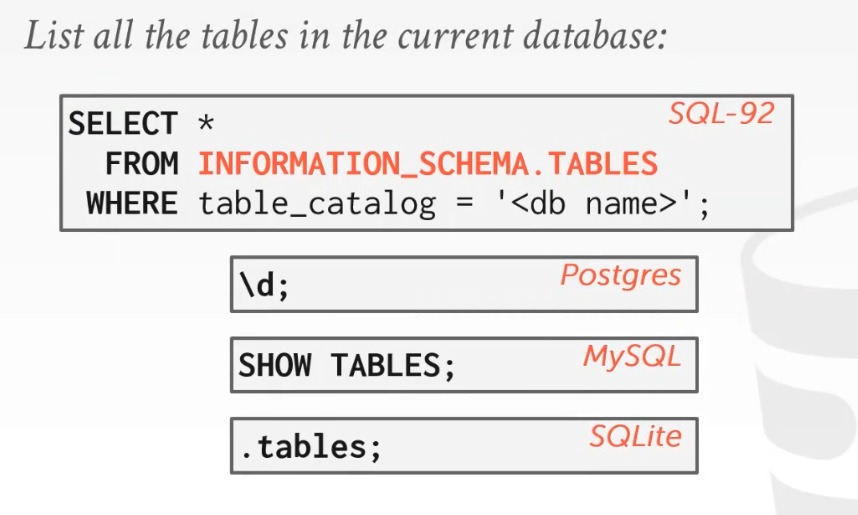 List all the tables in the current database:
SQL-92
SELECT *
FROM INFORMATION_SCHEMA.TABLES
WHERE table_catalog = '<db name>';
\d; Postgres
SHOW TABLES; MySQL
.tables; SQLite